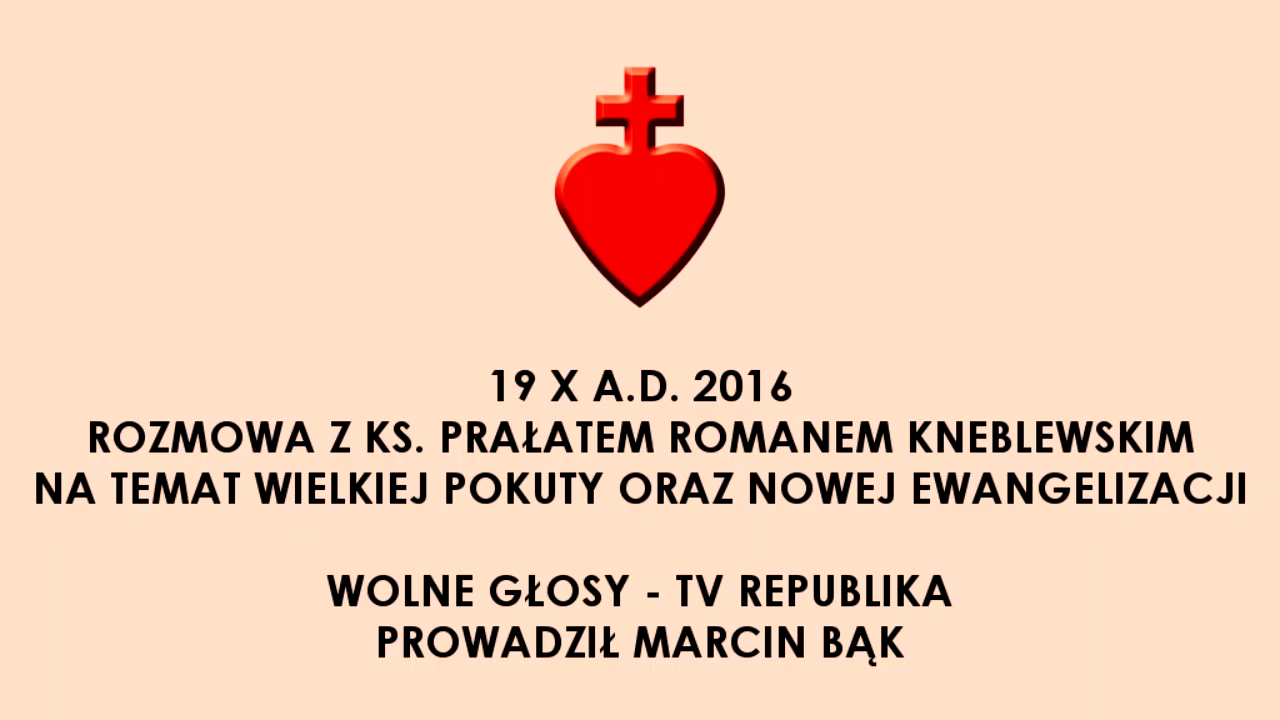 19 X A.D. 2016
ROZMOWA Z KS. PRAŁATEM ROMANEM KNEBLEWSKIM
NA TEMAT WIELKIEJ POKUTY ORAZ NOWEJ EWANGELIZACJI
WOLNE GŁOSY - TV REPUBLIKA
PROWADZIŁ MARCIN BĄK